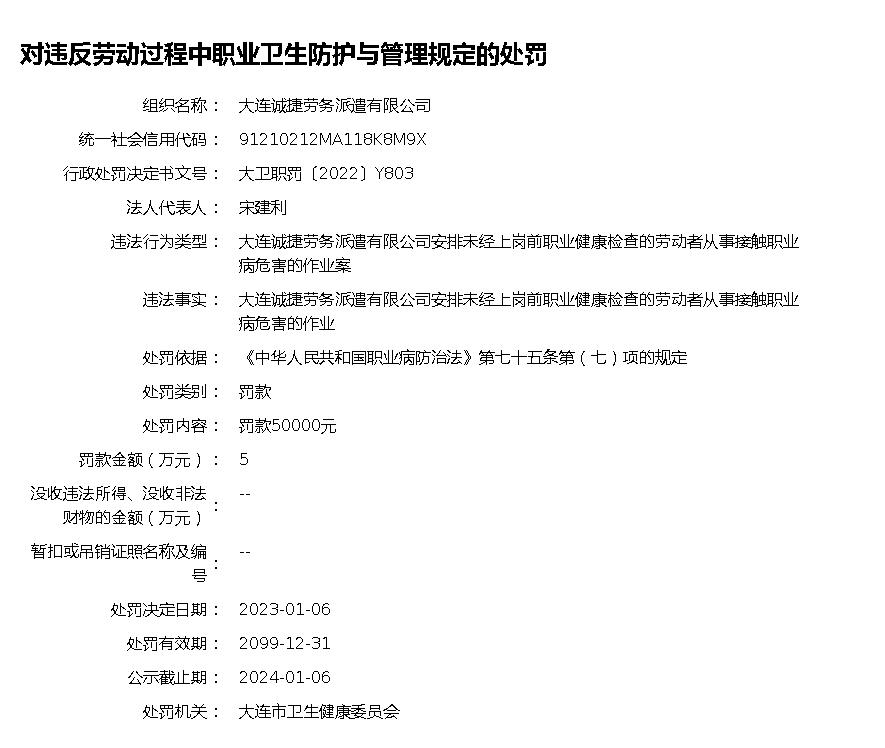 对违反劳动过程中职业卫生防护与管理规定的处罚
组织名称： 大连诚捷劳务派遣有限公司
统一社会信用代码： 91210212MA118K8M9X
行政处罚决定书文号： 大卫职罚〔2022〕Y803
法人代表人： 宋建利
违法行为类型： 大连诚捷劳务派遣有限公司安排未经上岗前职业健康检查的劳动者从事接触职业
病危害的作业案
违法事实： 大连诚捷劳务派遣有限公司安排未经上岗前职业健康检查的劳动者从事接触职业
病危害的作业
处罚依据： 《中华人民共和国职业病防治法》第七十五条第（七）项的规定
处罚类别： 罚款
处罚内容： 罚款50000元
罚款金额（万元）： 5
没收违法所得、没收非法
财物的金额（万元）： --
暂扣或吊销证照名称及编
号： --
处罚决定日期： 2023-01-06
处罚有效期： 2099-12-31
公示截止期： 2024-01-06
处罚机关： 大连市卫生健康委员会